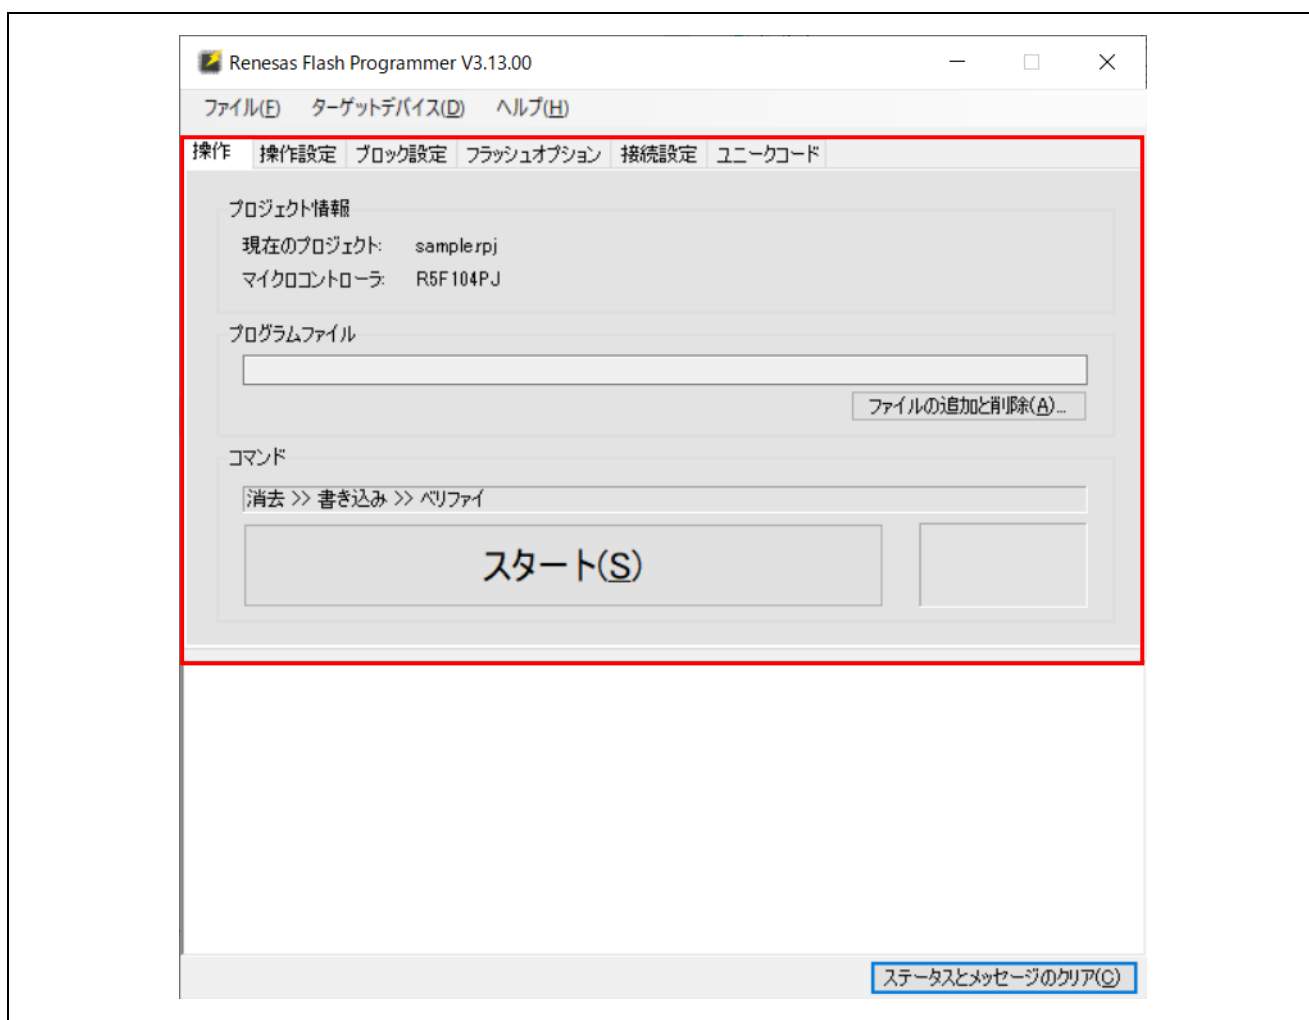 Renesas Flash Programmer V3.13.00
ファイル(F) ターゲットデバイス(D) ヘルプ(H)
操作 操作設定 ブロック設定 フラッシュオプション 接続設定 ユニークコード
プロジェクト情報
現在のプロジェクト: sample.rpj
マイクロコントローラ: R5F104PJ
プログラムファイル
ファイルの追加と削除(A)...
コマンド
消去 >> 書き込み >> ベリファイ
スタート(S)
ステータスとメッセージのクリア(C)